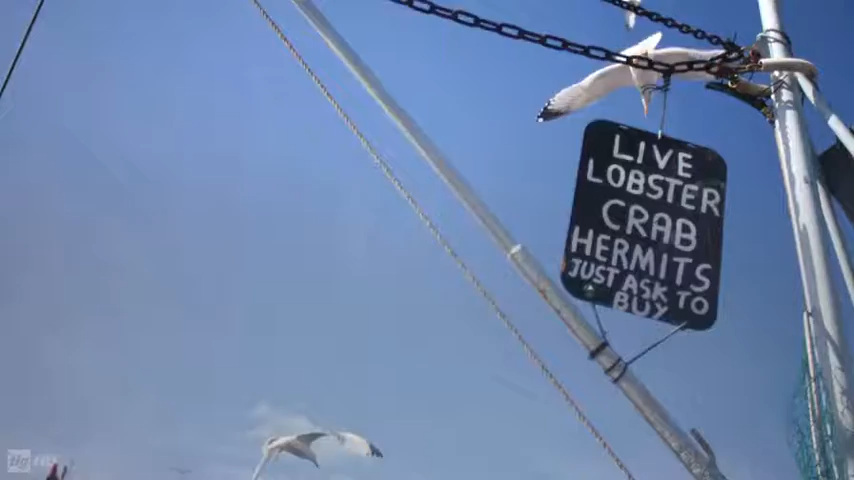 LIVE
LOBSTER
CRAB
HERMITS
JUST ASK TO
BUY